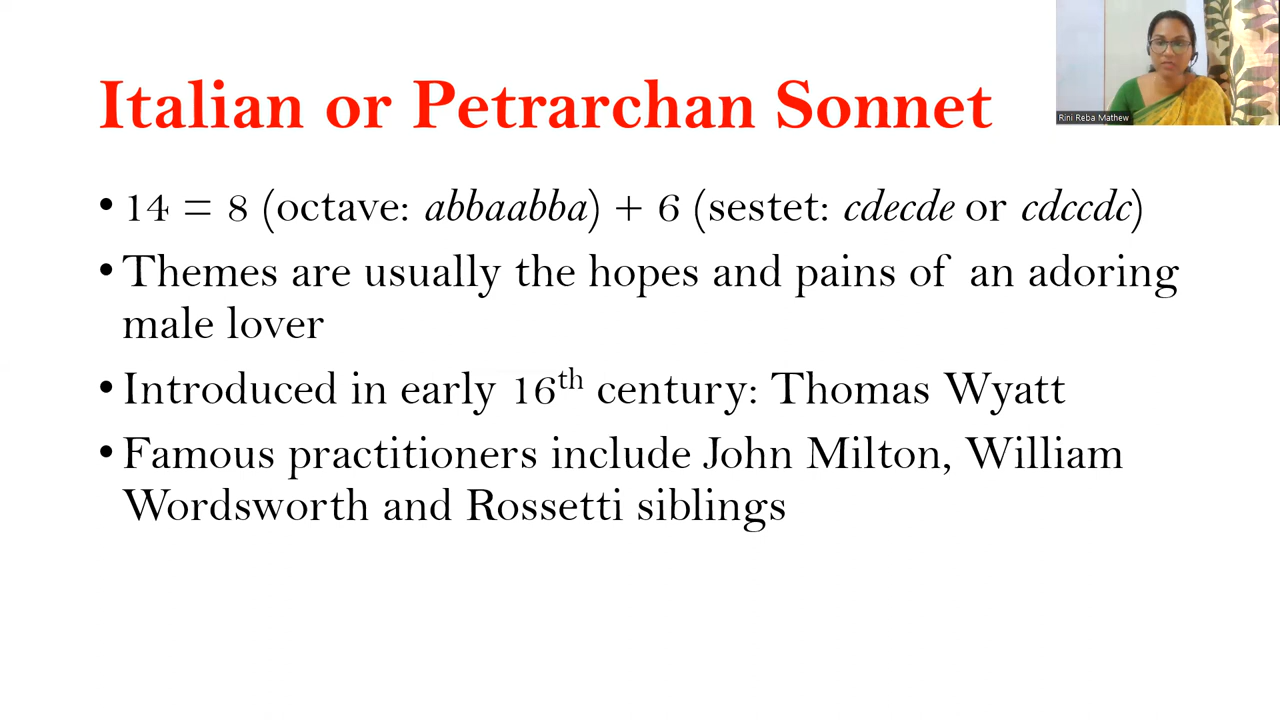 Italian or Petrarchan Sonnet
Rini Reba Mathew
• 14 = 8 (octave: abbaabba) + 6 (sestet: cdecde or cdccdc)
• Themes are usually the hopes and pains of an adoring
male lover
• Introduced in early 16th century: Thomas Wyatt
• Famous practitioners include John Milton, William
Wordsworth and Rossetti siblings